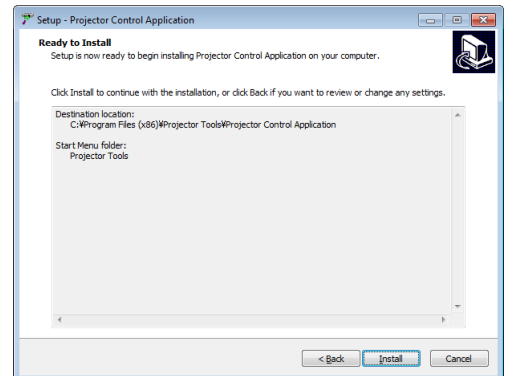 Setup - Projector Control Application
Ready to Install
Setup is now ready to begin installing Projector Control Application on your computer.
Click Install to continue with the installation, or click Back if you want to review or change any settings.
Destination location:
C:¥Program Files (x86)¥Projector Tools¥Projector Control Application
Start Menu folder:
Projector Tools
< Back Install Cancel